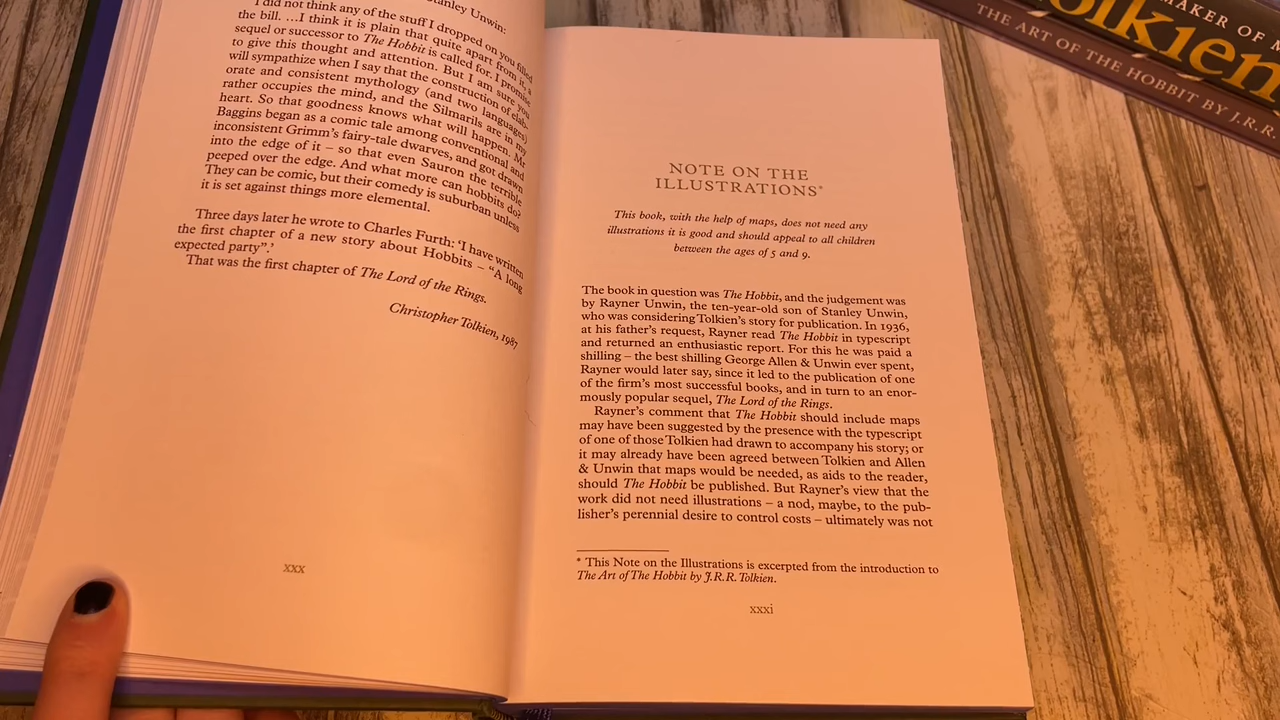 Stanley Unwin:
I did not think any of the stuff I dropped on you filled
the bill. …I think it is plain that quite apart from it, a
sequel or successor to The Hobbit is called for. I promise
to give this thought and attention. But I am sure you
will sympathize when I say that the construction of elab-
orate and consistent mythology (and two languages)
rather occupies the mind, and the Silmarils are in my
heart. So that goodness knows what will happen. Mr
Baggins began as a comic tale among conventional and
inconsistent Grimm's fairy-tale dwarves, and got drawn
into the edge of it – so that even Sauron the terrible
peeped over the edge. And what more can hobbits do?
They can be comic, but their comedy is suburban unless
it is set against things more elemental.
Three days later he wrote to Charles Furth: 'I have written
the first chapter of a new story about Hobbits – "A long
expected party".'
That was the first chapter of The Lord of the Rings.
Christopher Tolkien, 1987
xxx
NOTE ON THE
ILLUSTRATIONS*
This book, with the help of maps, does not need any
illustrations it is good and should appeal to all children
between the ages of 5 and 9.
The book in question was The Hobbit, and the judgement was
by Rayner Unwin, the ten-year-old son of Stanley Unwin,
who was considering Tolkien's story for publication. In 1936,
at his father's request, Rayner read The Hobbit in typescript
and returned an enthusiastic report. For this he was paid a
shilling – the best shilling George Allen & Unwin ever spent,
Rayner would later say, since it led to the publication of one
of the firm's most successful books, and in turn to an enor-
mously popular sequel, The Lord of the Rings.
Rayner's comment that The Hobbit should include maps
may have been suggested by the presence with the typescript
of one of those Tolkien had drawn to accompany his story; or
it may already have been agreed between Tolkien and Allen
& Unwin that maps would be needed, as aids to the reader,
should The Hobbit be published. But Rayner's view that the
work did not need illustrations – a nod, maybe, to the pub-
lisher's perennial desire to control costs – ultimately was not
* This Note on the Illustrations is excerpted from the introduction to
The Art of The Hobbit by J.R.R. Tolkien.
xxxi
MAKER OF M
olkien
THE ART OF THE HOBBIT BY J.R.R.